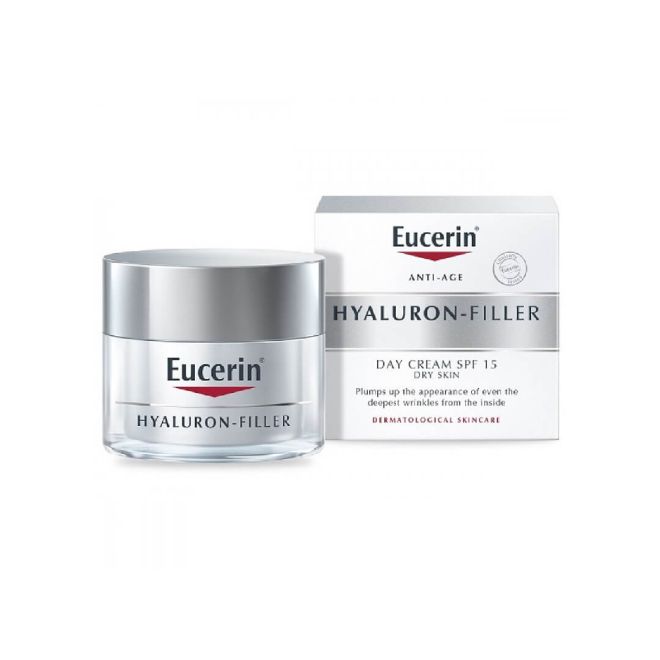 Eucerin®
HYALURON-FILLER
Eucerin®
ANTI-AGE
HYALURON-FILLER
DAY CREAM SPF 15
DRY SKIN
Plumps up the appearance of even the
deepest wrinkles from the inside
DERMATOLOGICAL SKINCARE
Eucerin